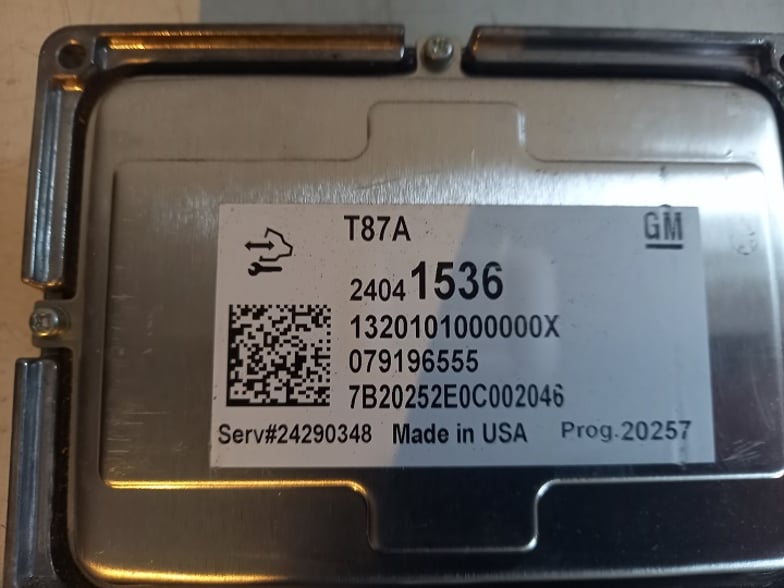 T87A
GM
24041536
1320101000000X
079196555
7B20252E0C002046
Serv#24290348 Made in USA Prog.20257